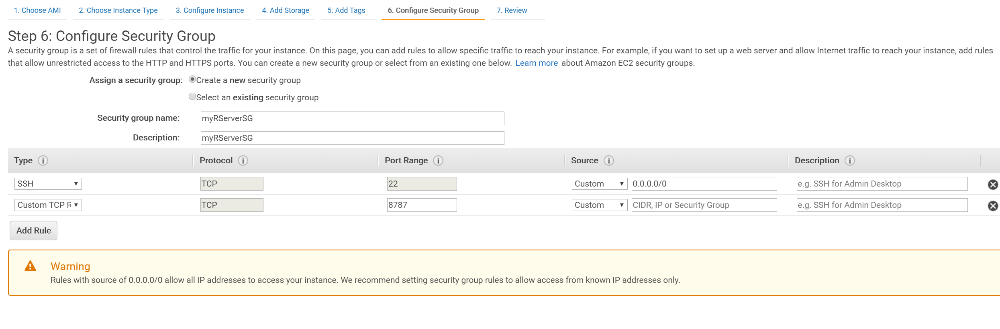 1. Choose AMI 2. Choose Instance Type 3. Configure Instance 4. Add Storage 5. Add Tags 6. Configure Security Group 7. Review
Step 6: Configure Security Group
A security group is a set of firewall rules that control the traffic for your instance. On this page, you can add rules to allow specific traffic to reach your instance. For example, if you want to set up a web server and allow Internet traffic to reach your instance, add rules
that allow unrestricted access to the HTTP and HTTPS ports. You can create a new security group or select from an existing one below. Learn more about Amazon EC2 security groups.
Assign a security group: Create a new security group
Select an existing security group
Security group name: myRServerSG
Description: myRServerSG
Type Protocol Port Range Source Description
SSH TCP 22 Custom 0.0.0.0/0 e.g. SSH for Admin Desktop
Custom TCP R TCP 8787 Custom CIDR, IP or Security Group e.g. SSH for Admin Desktop
Add Rule
Warning
Rules with source of 0.0.0.0/0 allow all IP addresses to access your instance. We recommend setting security group rules to allow access from known IP addresses only.